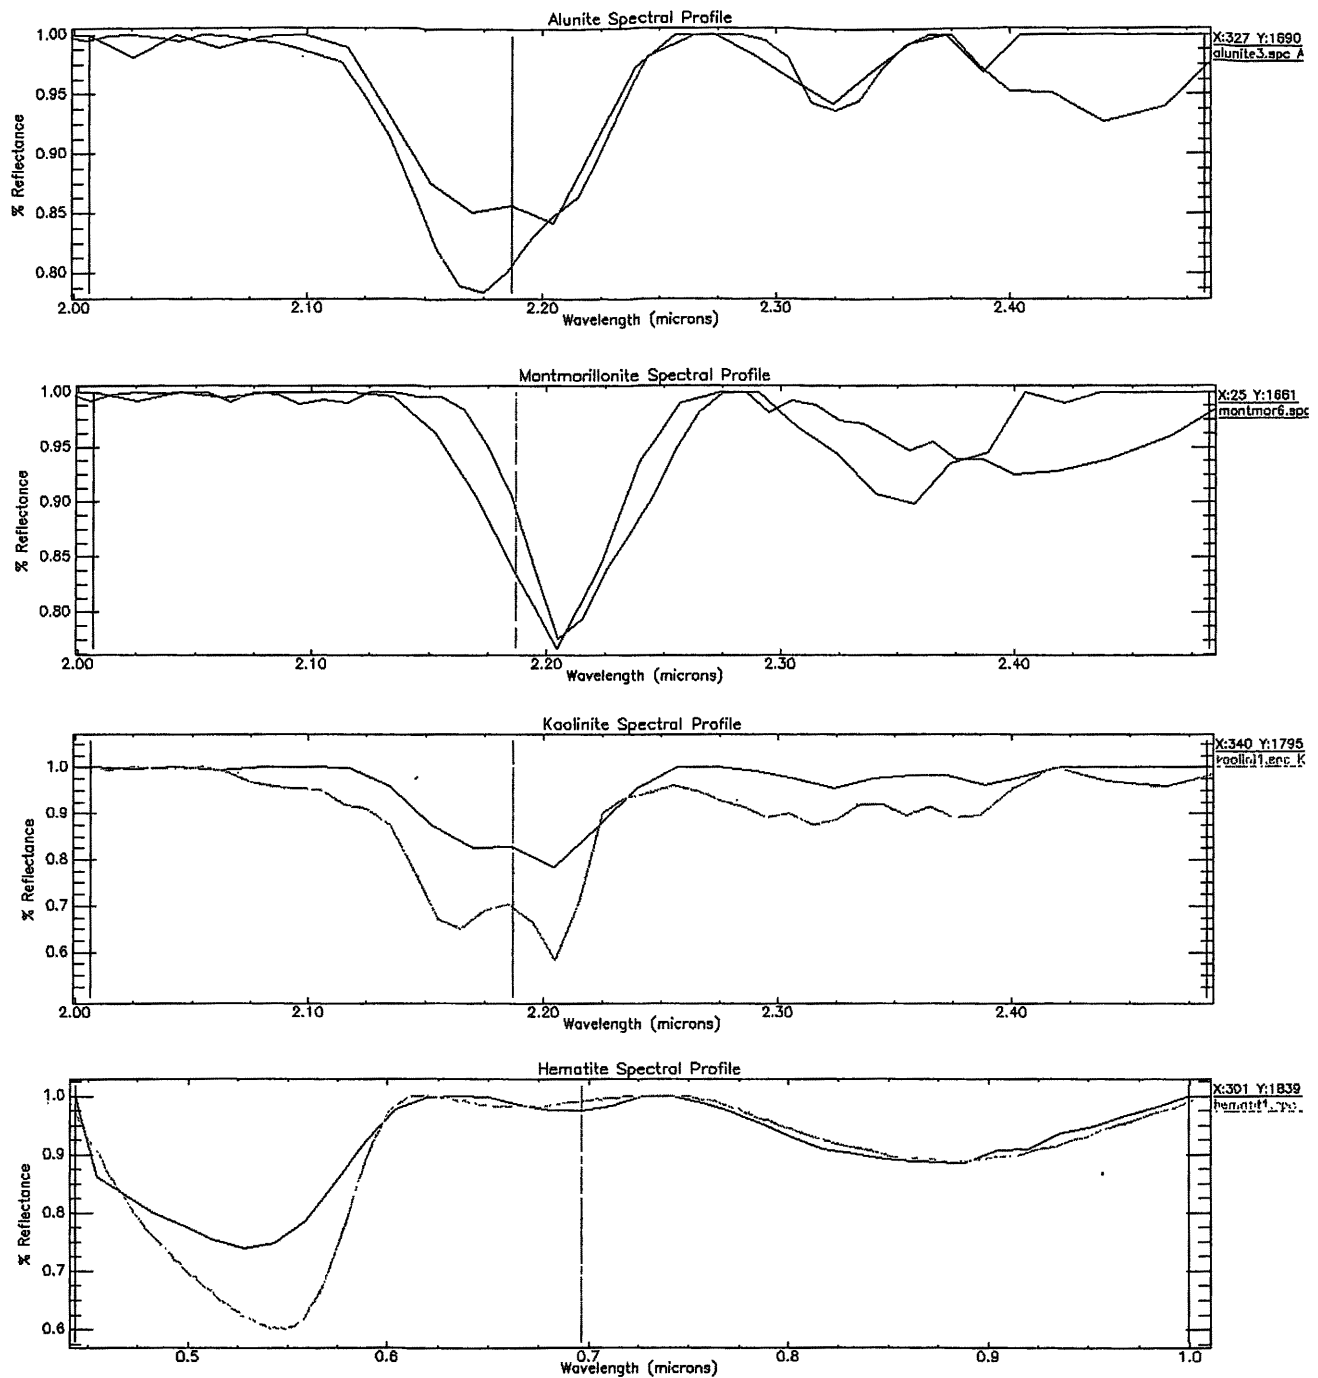 Alunite Spectral Profile
1.00
0.95
0.90
0.85
0.80
% Reflectance
2.00 2.10 2.20 2.30 2.40
Wavelength (microns)
X:327 Y:1690
alunite3.spc A
Montmorillonite Spectral Profile
1.00
0.95
0.90
0.85
0.80
% Reflectance
2.00 2.10 2.20 2.30 2.40
Wavelength (microns)
X:25 Y:1661
montmor6.spc
Kaolinite Spectral Profile
1.0
0.9
0.8
0.7
0.6
% Reflectance
2.00 2.10 2.20 2.30 2.40
Wavelength (microns)
X:340 Y:1795
kaolini1.spc K
Hematite Spectral Profile
1.0
0.9
0.8
0.7
0.6
% Reflectance
0.5 0.6 0.7 0.8 0.9 1.0
Wavelength (microns)
X:301 Y:1839
hematit1.spc